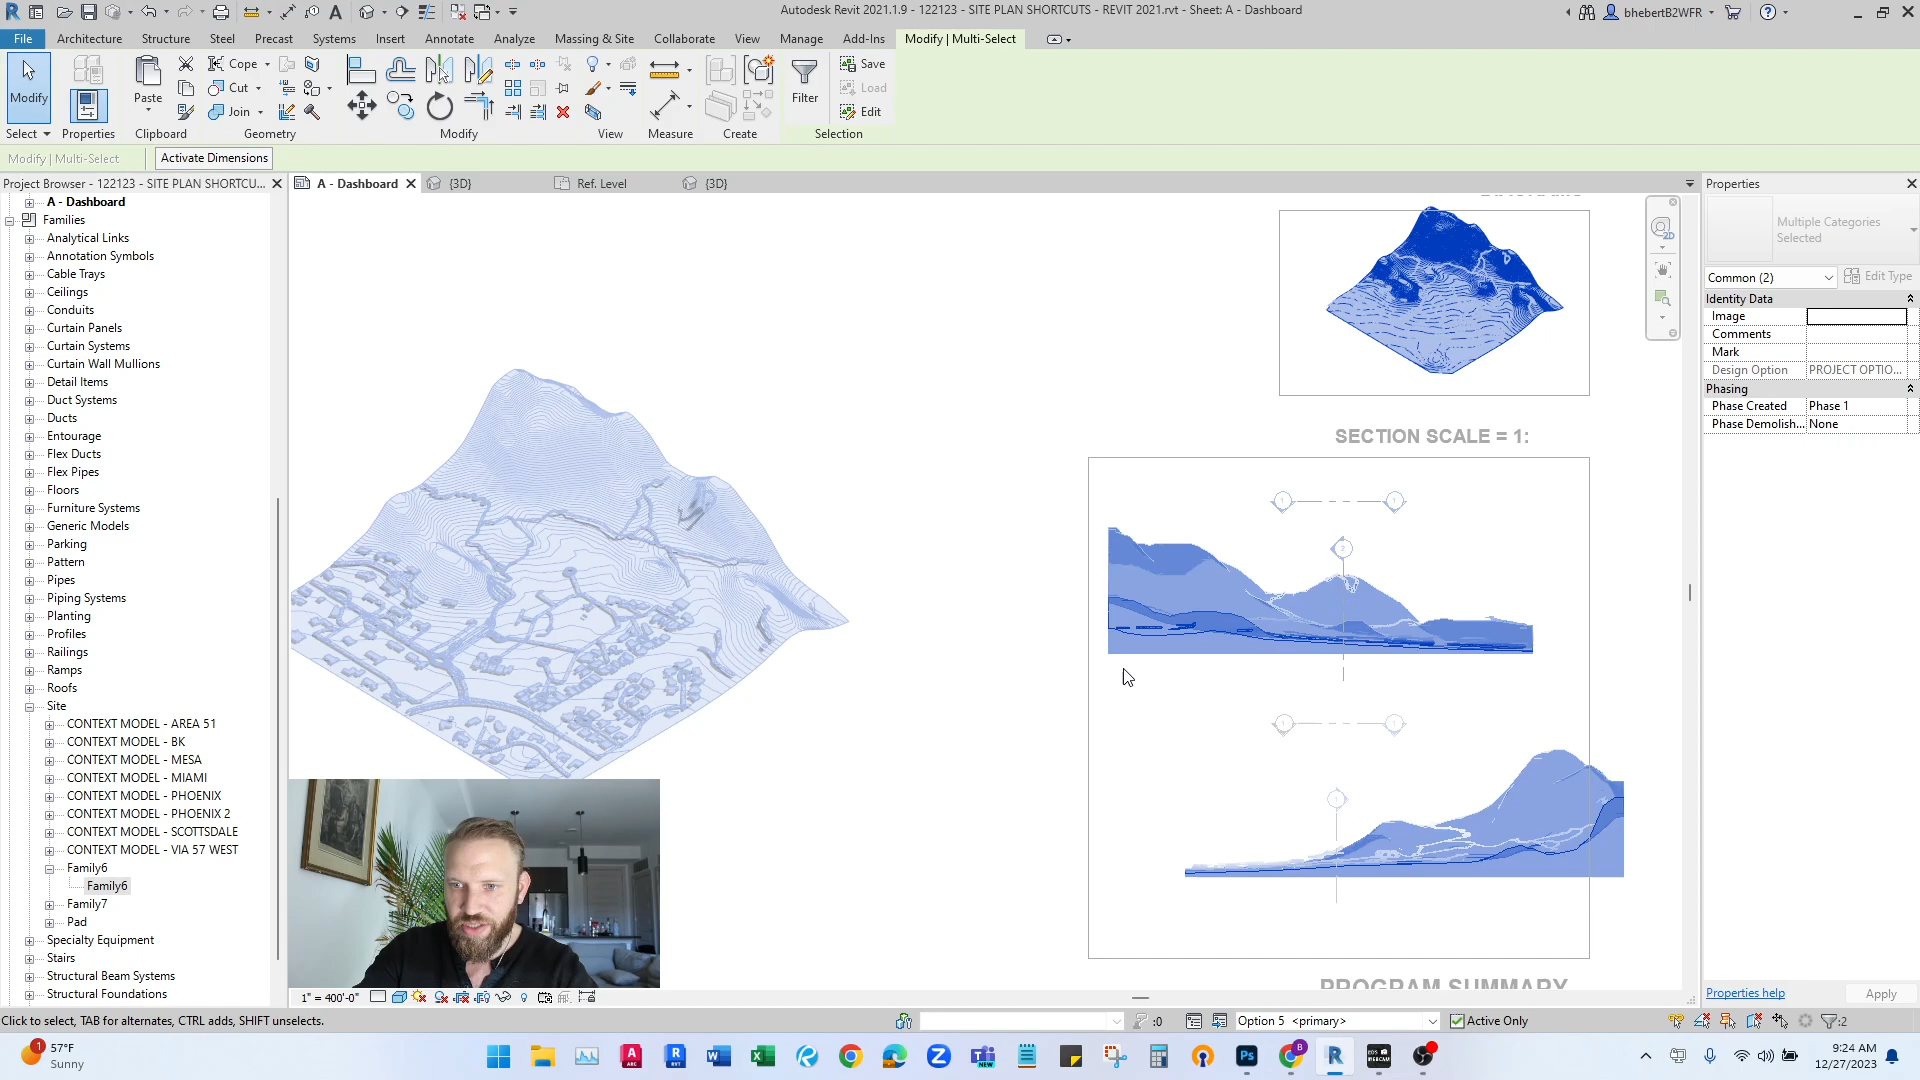 Autodesk Revit 2021.1.9 - 122123 - SITE PLAN SHORTCUTS - REVIT 2021.rvt - Sheet: A - Dashboard
bhebertB2WFR
File
Architecture
Structure
Steel
Precast
Systems
Insert
Annotate
Analyze
Massing & Site
Collaborate
View
Manage
Add-Ins
Modify | Multi-Select
Modify
Paste
Cope
Cut
Join
Filter
Save
Load
Edit
Select
Properties
Clipboard
Geometry
Modify
View
Measure
Create
Selection
Modify | Multi-Select
Activate Dimensions
Project Browser - 122123 - SITE PLAN SHORTCU...
A - Dashboard
{3D}
Ref. Level
{3D}
Properties
A - Dashboard
Families
Analytical Links
Annotation Symbols
Cable Trays
Ceilings
Conduits
Curtain Panels
Curtain Systems
Curtain Wall Mullions
Detail Items
Duct Systems
Ducts
Entourage
Flex Ducts
Flex Pipes
Floors
Furniture Systems
Generic Models
Parking
Pattern
Pipes
Piping Systems
Planting
Profiles
Railings
Ramps
Roofs
Site
CONTEXT MODEL - AREA 51
CONTEXT MODEL - BK
CONTEXT MODEL - MESA
CONTEXT MODEL - MIAMI
CONTEXT MODEL - PHOENIX
CONTEXT MODEL - PHOENIX 2
CONTEXT MODEL - SCOTTSDALE
CONTEXT MODEL - VIA 57 WEST
Family6
Family6
Family7
Pad
Specialty Equipment
Stairs
Structural Beam Systems
Structural Foundations
2D
SECTION SCALE = 1:
PROGRAM SUMMARY
Multiple Categories Selected
Common (2)
Edit Type
Identity Data
Image
Comments
Mark
Design Option PROJECT OPTIO...
Phasing
Phase Created Phase 1
Phase Demolish... None
Properties help
Apply
1" = 400'-0"
Click to select, TAB for alternates, CTRL adds, SHIFT unselects.
:0
Option 5 <primary>
Active Only
:2
1
57°F
Sunny
9:24 AM
12/27/2023